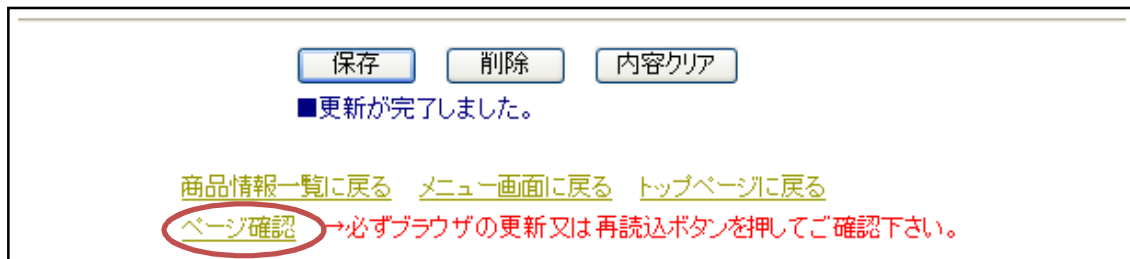 保存 削除 内容クリア
■更新が完了しました。
商品情報一覧に戻る メニュー画面に戻る トップページに戻る
ページ確認 →必ずブラウザの更新又は再読込ボタンを押してご確認下さい。